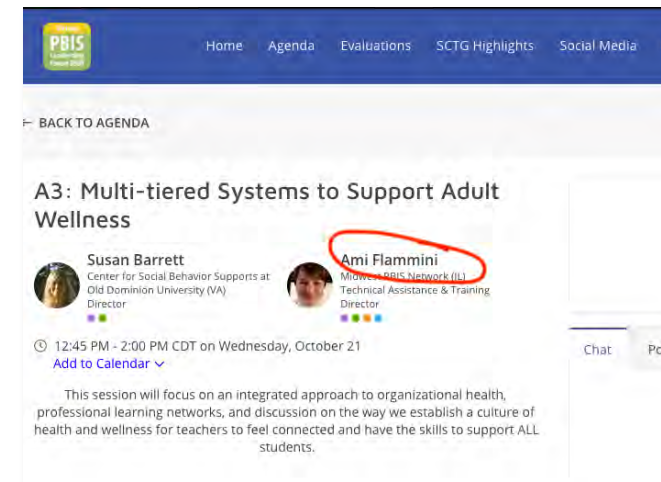 PBIS
Home Agenda Evaluations SCTG Highlights Social Media
← BACK TO AGENDA
A3: Multi-tiered Systems to Support Adult
Wellness
Susan Barrett
Center for Social Behavior Supports at
Old Dominion University (VA)
Director
Ami Flammini
Midwest PBIS Network (IL)
Technical Assistance & Training
Director
12:45 PM - 2:00 PM CDT on Wednesday, October 21
Add to Calendar
Chat
This session will focus on an integrated approach to organizational health,
professional learning networks, and discussion on the way we establish a culture of
health and wellness for teachers to feel connected and have the skills to support ALL
students.